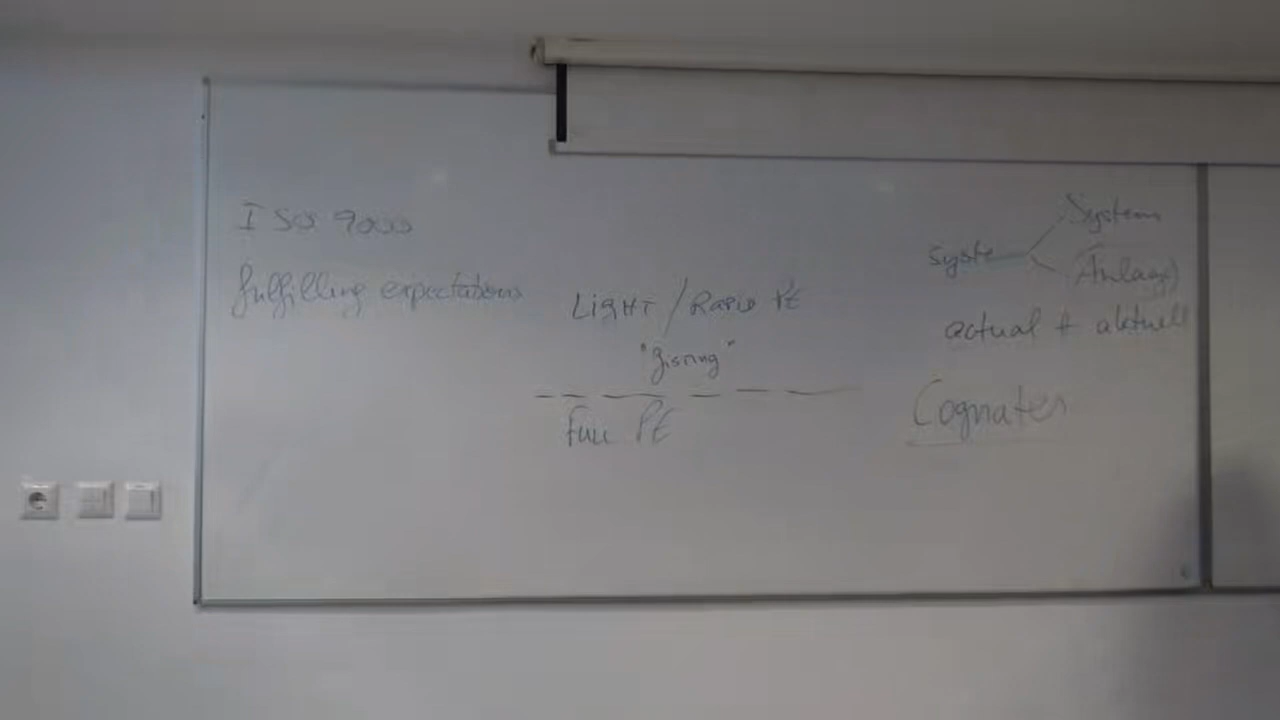 ISO 9000
fulfilling expectations
LIGHT / RAPID PE
"gisting"
FULL PE
System
syste
Anlage
actual + aktuell
Cognates